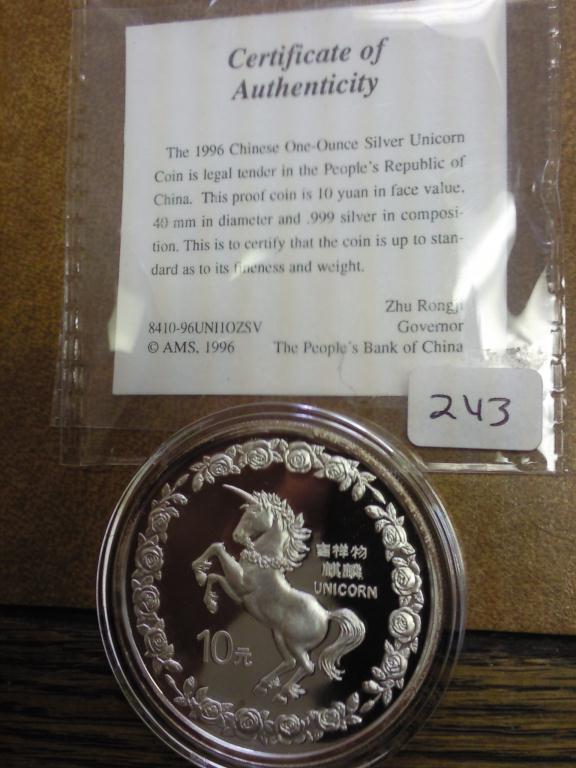 Certificate of
Authenticity
The 1996 Chinese One-Ounce Silver Unicorn
Coin is legal tender in the People's Republic of
China. This proof coin is 10 yuan in face value,
40 mm in diameter and .999 silver in composi-
tion. This is to certify that the coin is up to stan-
dard as to its fineness and weight.
Zhu Rongji
8410-96UNI1OZSV Governor
© AMS, 1996 The People's Bank of China
243
吉祥物
麒麟
UNICORN
10元